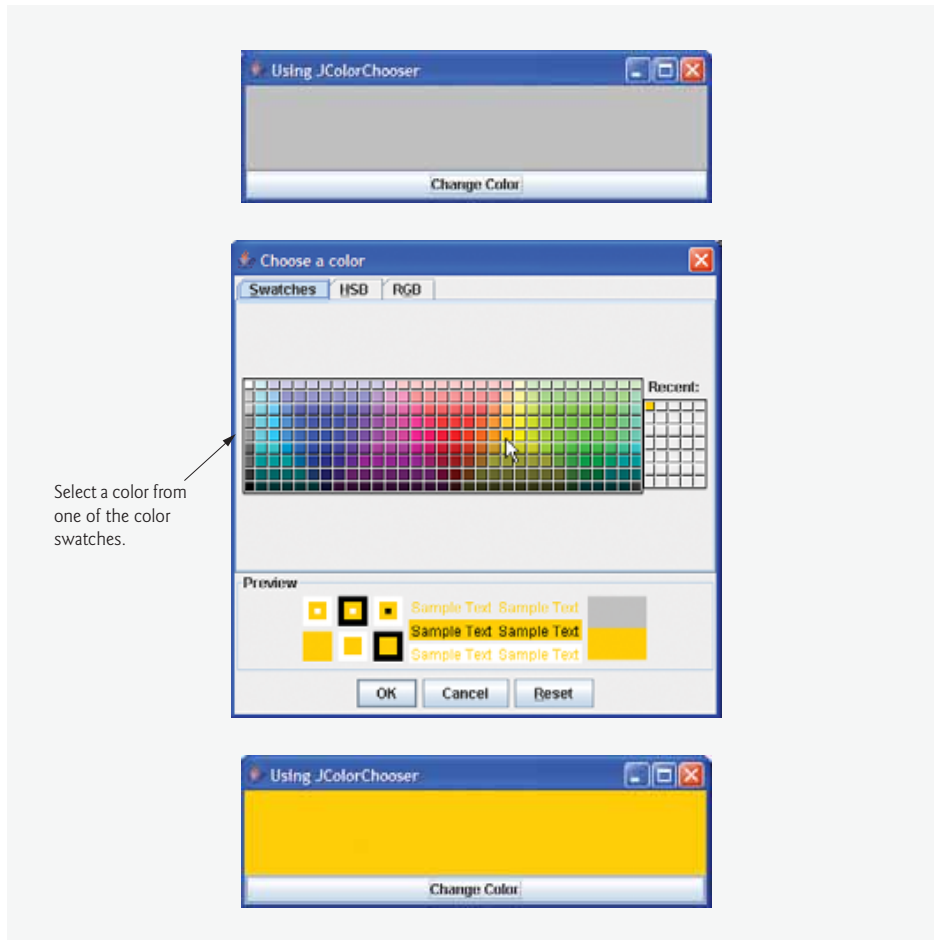 Using JColorChooser
Change Color
Choose a color
Swatches HSB RGB
Recent:
Select a color from
one of the color
swatches.
Preview
Sample Text Sample Text
Sample Text Sample Text
Sample Text Sample Text
OK Cancel Reset
Using JColorChooser
Change Color